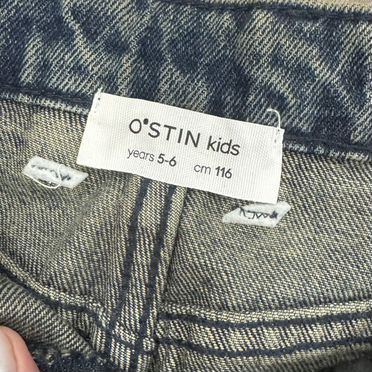 O'STIN kids
years 5-6 cm 116